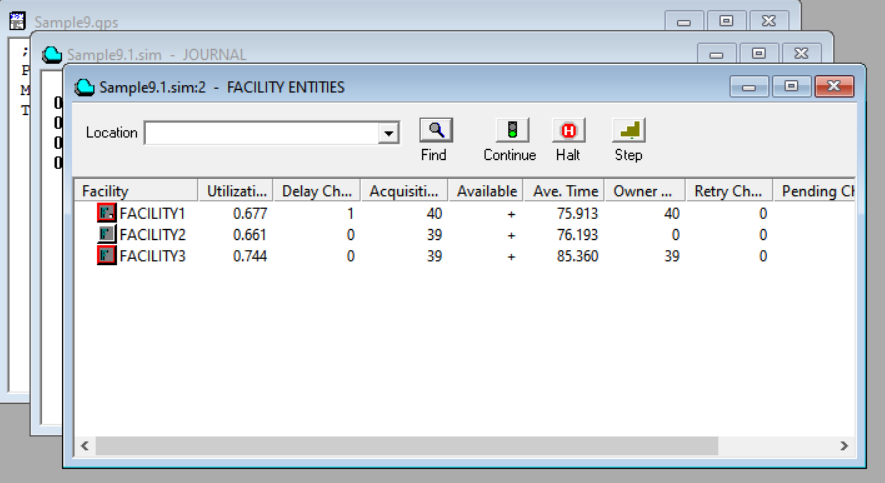 Sample9.gps
Sample9.1.sim - JOURNAL
Sample9.1.sim:2 - FACILITY ENTITIES
;
P
M
T
0
0
0
0
Location
Find Continue Halt Step
Facility Utilizati... Delay Ch... Acquisiti... Available Ave. Time Owner ... Retry Ch... Pending Ch
FACILITY1 0.677 1 40 + 75.913 40 0
FACILITY2 0.661 0 39 + 76.193 0 0
FACILITY3 0.744 0 39 + 85.360 39 0